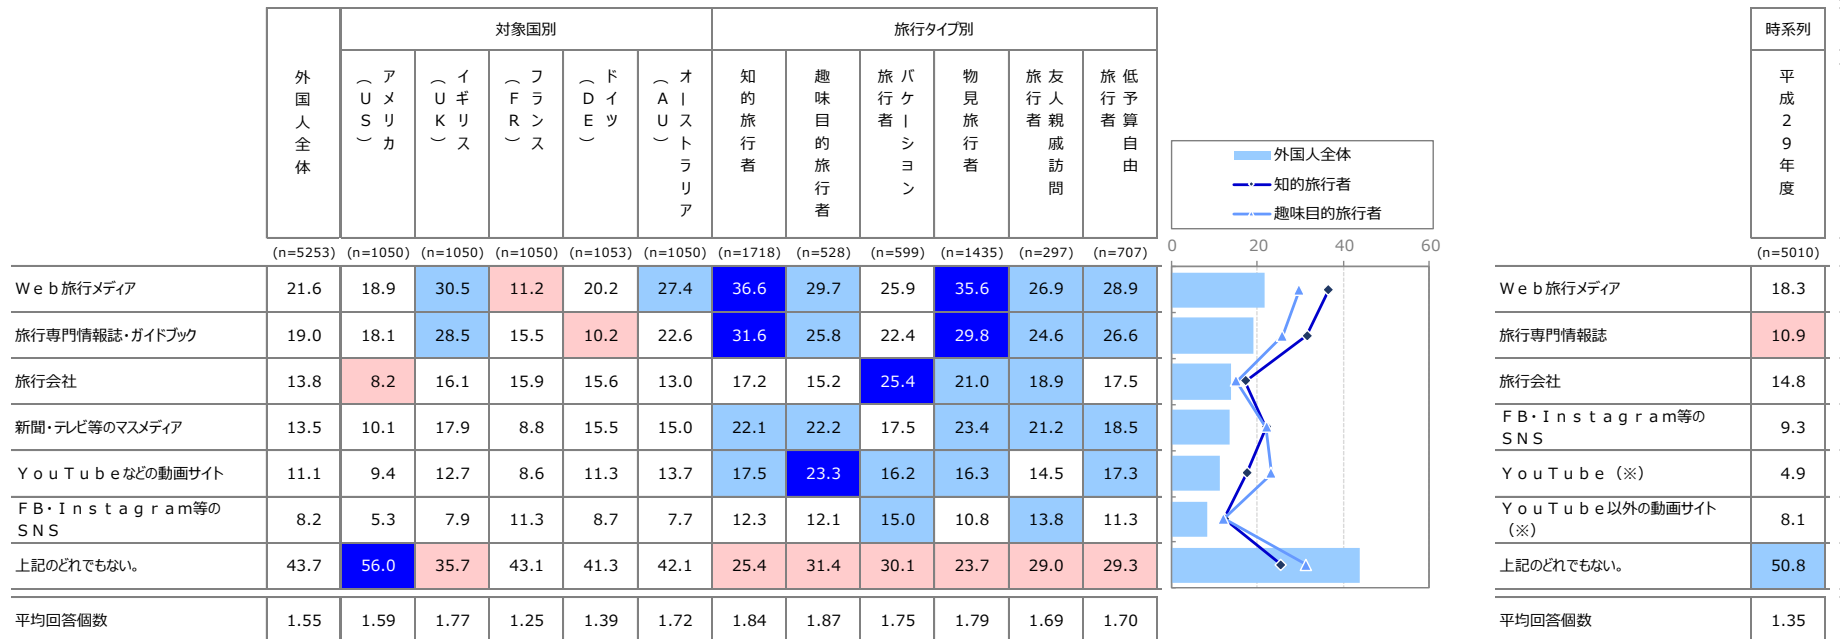 対象国別 旅行タイプ別 時系列
外国人全体 アメリカ（ＵＳ） イギリス（ＵＫ） フランス（ＦＲ） ドイツ（ＤＥ） オーストラリア（ＡＵ） 知的旅行者 趣味目的旅行者 バケーション旅行者 物見旅行者 友人親戚訪問旅行者 低予算自由旅行者 平成２９年度
外国人全体
知的旅行者
趣味目的旅行者
0 20 40 60
(n=5253) (n=1050) (n=1050) (n=1050) (n=1053) (n=1050) (n=1718) (n=528) (n=599) (n=1435) (n=297) (n=707) (n=5010)
Ｗｅｂ旅行メディア 21.6 18.9 30.5 11.2 20.2 27.4 36.6 29.7 25.9 35.6 26.9 28.9 Ｗｅｂ旅行メディア 18.3
旅行専門情報誌・ガイドブック 19.0 18.1 28.5 15.5 10.2 22.6 31.6 25.8 22.4 29.8 24.6 26.6 旅行専門情報誌 10.9
旅行会社 13.8 8.2 16.1 15.9 15.6 13.0 17.2 15.2 25.4 21.0 18.9 17.5 旅行会社 14.8
新聞・テレビ等のマスメディア 13.5 10.1 17.9 8.8 15.5 15.0 22.1 22.2 17.5 23.4 21.2 18.5 ＦＢ・Ｉｎｓｔａｇｒａｍ等の
ＳＮＳ 9.3
ＹｏｕＴｕｂｅなどの動画サイト 11.1 9.4 12.7 8.6 11.3 13.7 17.5 23.3 16.2 16.3 14.5 17.3 ＹｏｕＴｕｂｅ（※） 4.9
ＦＢ・Ｉｎｓｔａｇｒａｍ等の
ＳＮＳ 8.2 5.3 7.9 11.3 8.7 7.7 12.3 12.1 15.0 10.8 13.8 11.3 ＹｏｕＴｕｂｅ以外の動画サイト
（※） 8.1
上記のどれでもない。 43.7 56.0 35.7 43.1 41.3 42.1 25.4 31.4 30.1 23.7 29.0 29.3 上記のどれでもない。 50.8
平均回答個数 1.55 1.59 1.77 1.25 1.39 1.72 1.84 1.87 1.75 1.79 1.69 1.70 平均回答個数 1.35